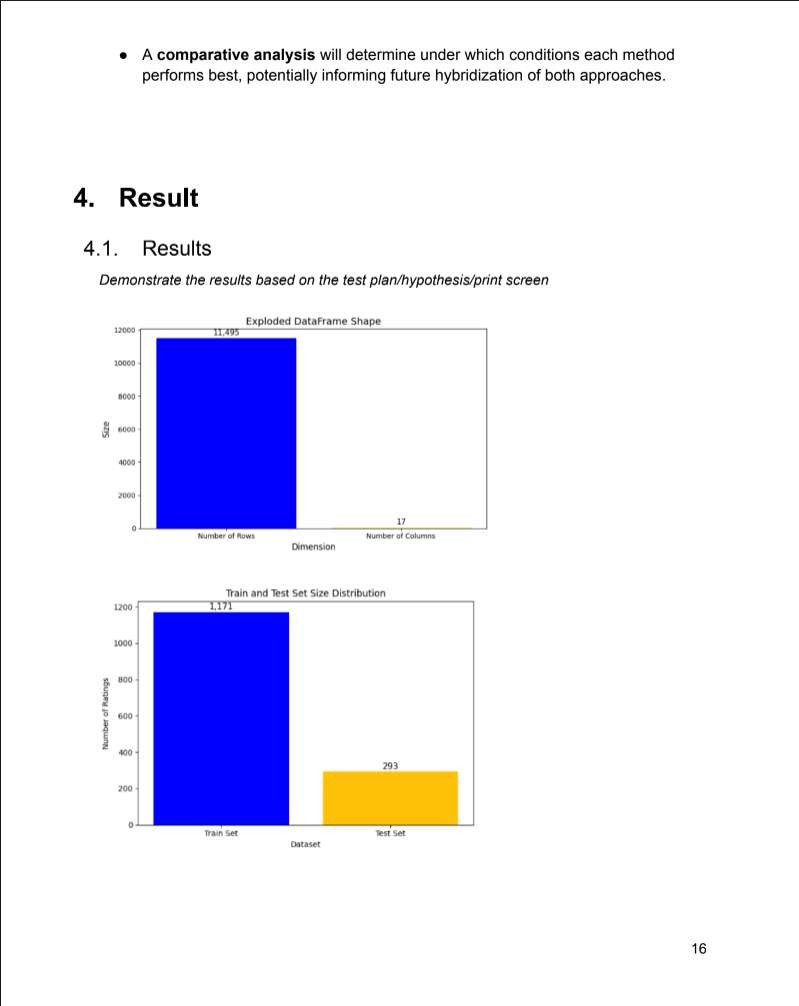 ● A comparative analysis will determine under which conditions each method
performs best, potentially informing future hybridization of both approaches.
4. Result
4.1. Results
Demonstrate the results based on the test plan/hypothesis/print screen
Exploded DataFrame Shape
12000
10000
8000
6000
4000
2000
0
Size
11,495
17
Number of Rows
Number of Columns
Dimension
Train and Test Set Size Distribution
1200
1000
800
600
400
200
0
Number of Ratings
1,171
293
Train Set
Test Set
Dataset
16